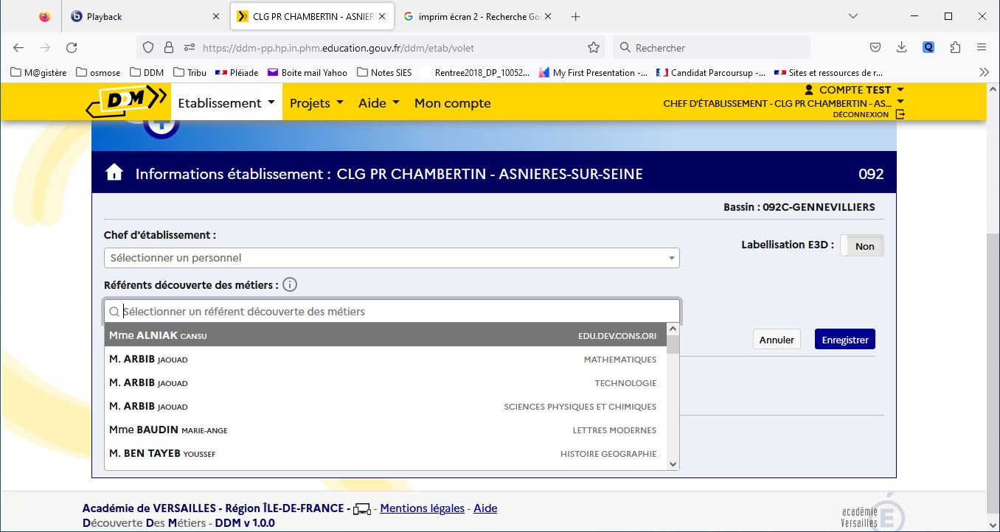 Playback
CLG PR CHAMBERTIN - ASNIER
imprim écran 2 - Recherche Goo
https://ddm-pp.hp.in.phm.education.gouv.fr/ddm/etab/volet
Rechercher
M@gistère
osmose
DDM
Tribu
Pléiade
Boite mail Yahoo
Notes SIES
Rentree2018_DP_10052...
My First Presentation -...
Candidat Parcoursup -...
Sites et ressources de r...
DDM
Etablissement
Projets
Aide
Mon compte
COMPTE TEST
CHEF D'ÉTABLISSEMENT - CLG PR CHAMBERTIN - AS...
DÉCONNEXION
Informations établissement : CLG PR CHAMBERTIN - ASNIERES-SUR-SEINE 092
Bassin : 092C-GENNEVILLIERS
Chef d'établissement :
Sélectionner un personnel
Labellisation E3D : Non
Référents découverte des métiers :
Sélectionner un référent découverte des métiers
Mme ALNIAK CANSU EDU.DEV.CONS.ORI
M. ARBIB JAOUAD MATHEMATIQUES
M. ARBIB JAOUAD TECHNOLOGIE
M. ARBIB JAOUAD SCIENCES PHYSIQUES ET CHIMIQUES
Mme BAUDIN MARIE-ANGE LETTRES MODERNES
M. BEN TAYEB YOUSSEF HISTOIRE GEOGRAPHIE
Annuler
Enregistrer
Académie de VERSAILLES - Région ÎLE-DE-FRANCE - - Mentions légales - Aide
Découverte Des Métiers - DDM v 1.0.0
académie
Versailles